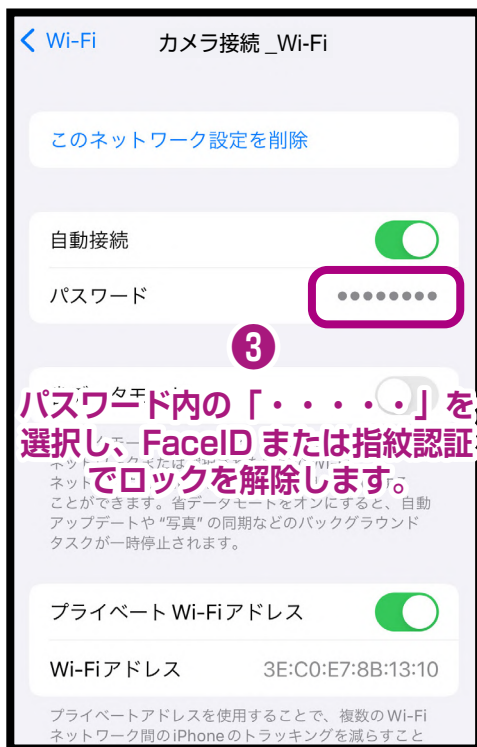 Wi-Fi
カメラ接続 _Wi-Fi
このネットワーク設定を削除
自動接続
パスワード
●●●●●●●●
❸
パスワード内の「・・・・・」を
選択し、FaceID または指紋認証
でロックを解除します。
ことができます。省データモードをオンにすると、自動
アップデートや“写真”の同期などのバックグラウンド
タスクが一時停止されます。
プライベート Wi-Fiアドレス
Wi-Fiアドレス
3E:C0:E7:8B:13:10
プライベートアドレスを使用することで、複数のWi-Fi
ネットワーク間のiPhoneのトラッキングを減らすこと